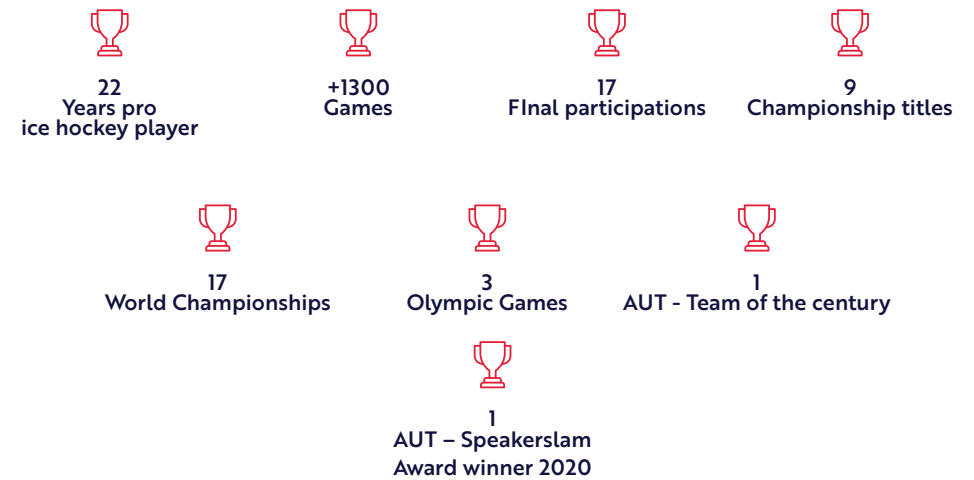 22
Years pro
ice hockey player
+1300
Games
17
FInal participations
9
Championship titles
17
World Championships
3
Olympic Games
1
AUT - Team of the century
1
AUT – Speakerslam
Award winner 2020